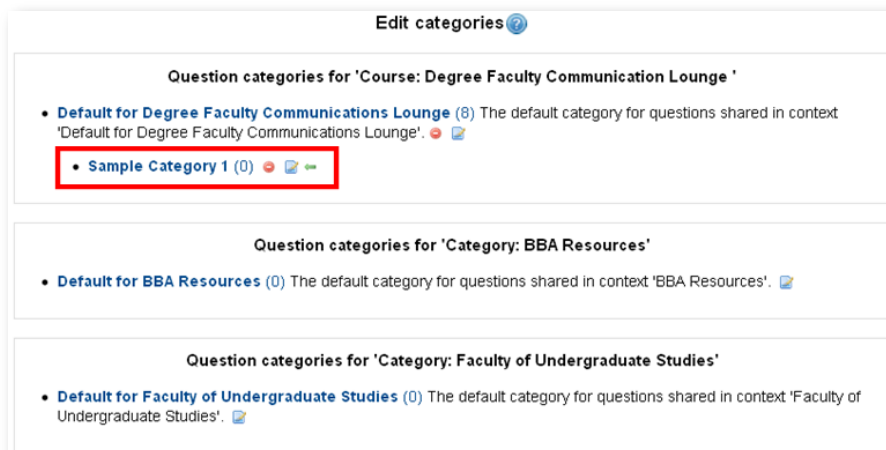 Edit categories
Question categories for 'Course: Degree Faculty Communication Lounge '
Default for Degree Faculty Communications Lounge (8) The default category for questions shared in context
'Default for Degree Faculty Communications Lounge'.
Sample Category 1 (0)
Question categories for 'Category: BBA Resources'
Default for BBA Resources (0) The default category for questions shared in context 'BBA Resources'.
Question categories for 'Category: Faculty of Undergraduate Studies'
Default for Faculty of Undergraduate Studies (0) The default category for questions shared in context 'Faculty of
Undergraduate Studies'.